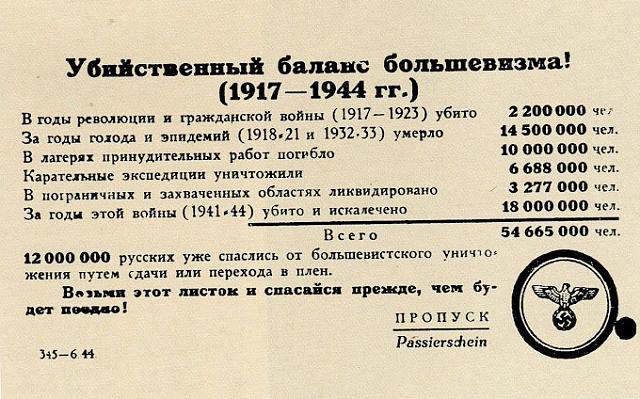 Убийственный баланс большевизма!
(1917—1944 гг.)
В годы революции и гражданской войны (1917—1923) убито 2 200 000 чел.
За годы голода и эпидемий (1918-21 и 1932-33) умерло 14 500 000 чел.
В лагерях принудительных работ погибло 10 000 000 чел.
Карательные экспедиции уничтожили 6 688 000 чел.
В пограничных и захваченных областях ликвидировано 3 277 000 чел.
За годы этой войны (1941-44) убито и искалечено 18 000 000 чел.
Всего 54 665 000 чел.
12 000 000 русских уже спаслись от большевистского уничто-
жения путем сдачи или перехода в плен.
Возьми этот листок и спасайся прежде, чем бу-
дет поздно!
ПРОПУСК
Passierschein
345—6 44